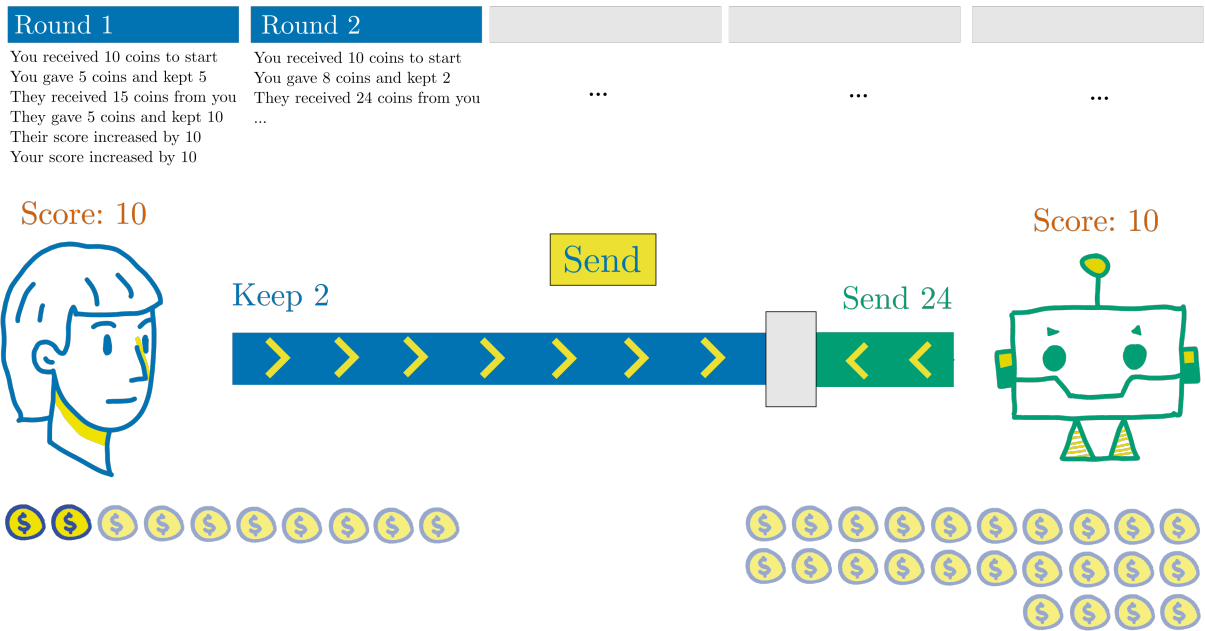 Round 1
You received 10 coins to start
You gave 5 coins and kept 5
They received 15 coins from you
They gave 5 coins and kept 10
Their score increased by 10
Your score increased by 10
Round 2
You received 10 coins to start
You gave 8 coins and kept 2
They received 24 coins from you
...
...
...
...
Score: 10
Score: 10
Send
Keep 2
Send 24
$ $ $ $ $ $ $ $ $ $
$ $ $ $ $ $ $ $ $ $
$ $ $ $ $ $ $ $ $ $
$ $ $ $